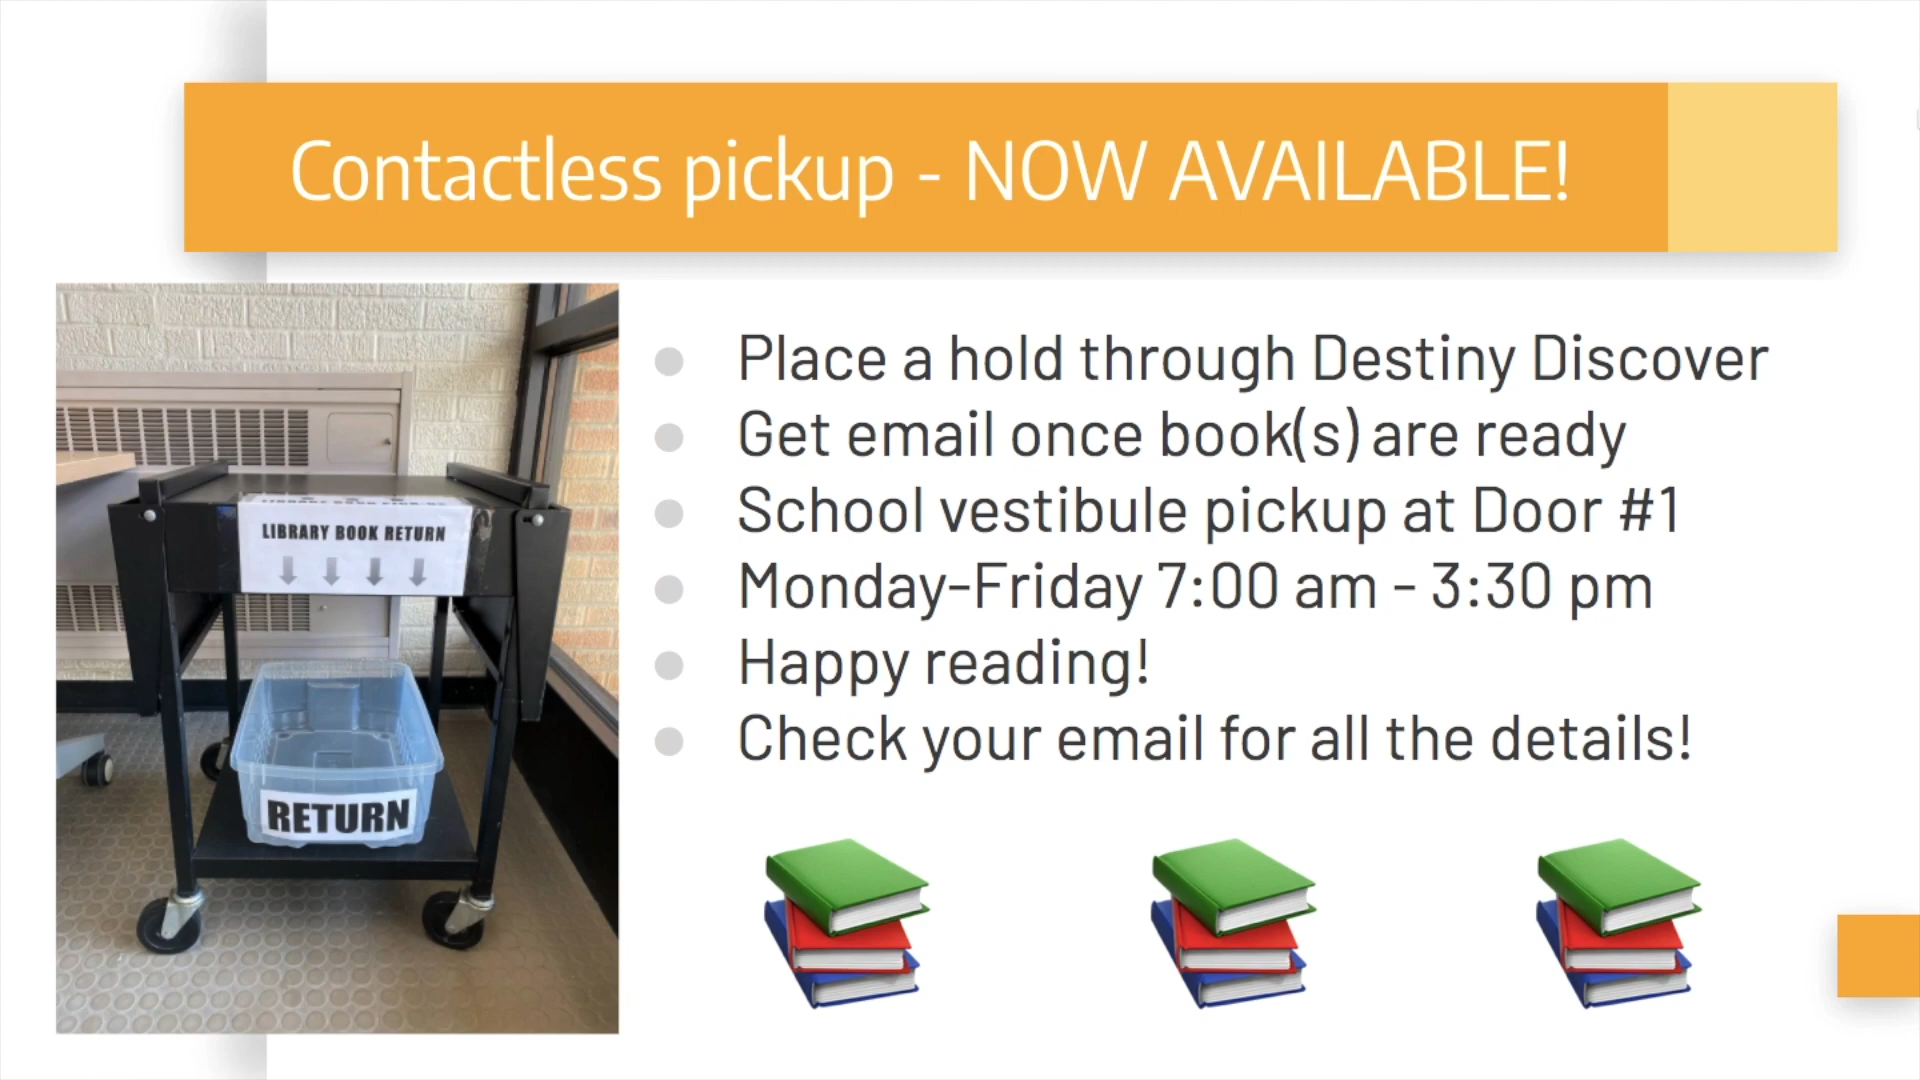 Contactless pickup - NOW AVAILABLE!
LIBRARY BOOK RETURN
RETURN
Place a hold through Destiny Discover
Get email once book(s) are ready
School vestibule pickup at Door #1
Monday-Friday 7:00 am - 3:30 pm
Happy reading!
Check your email for all the details!